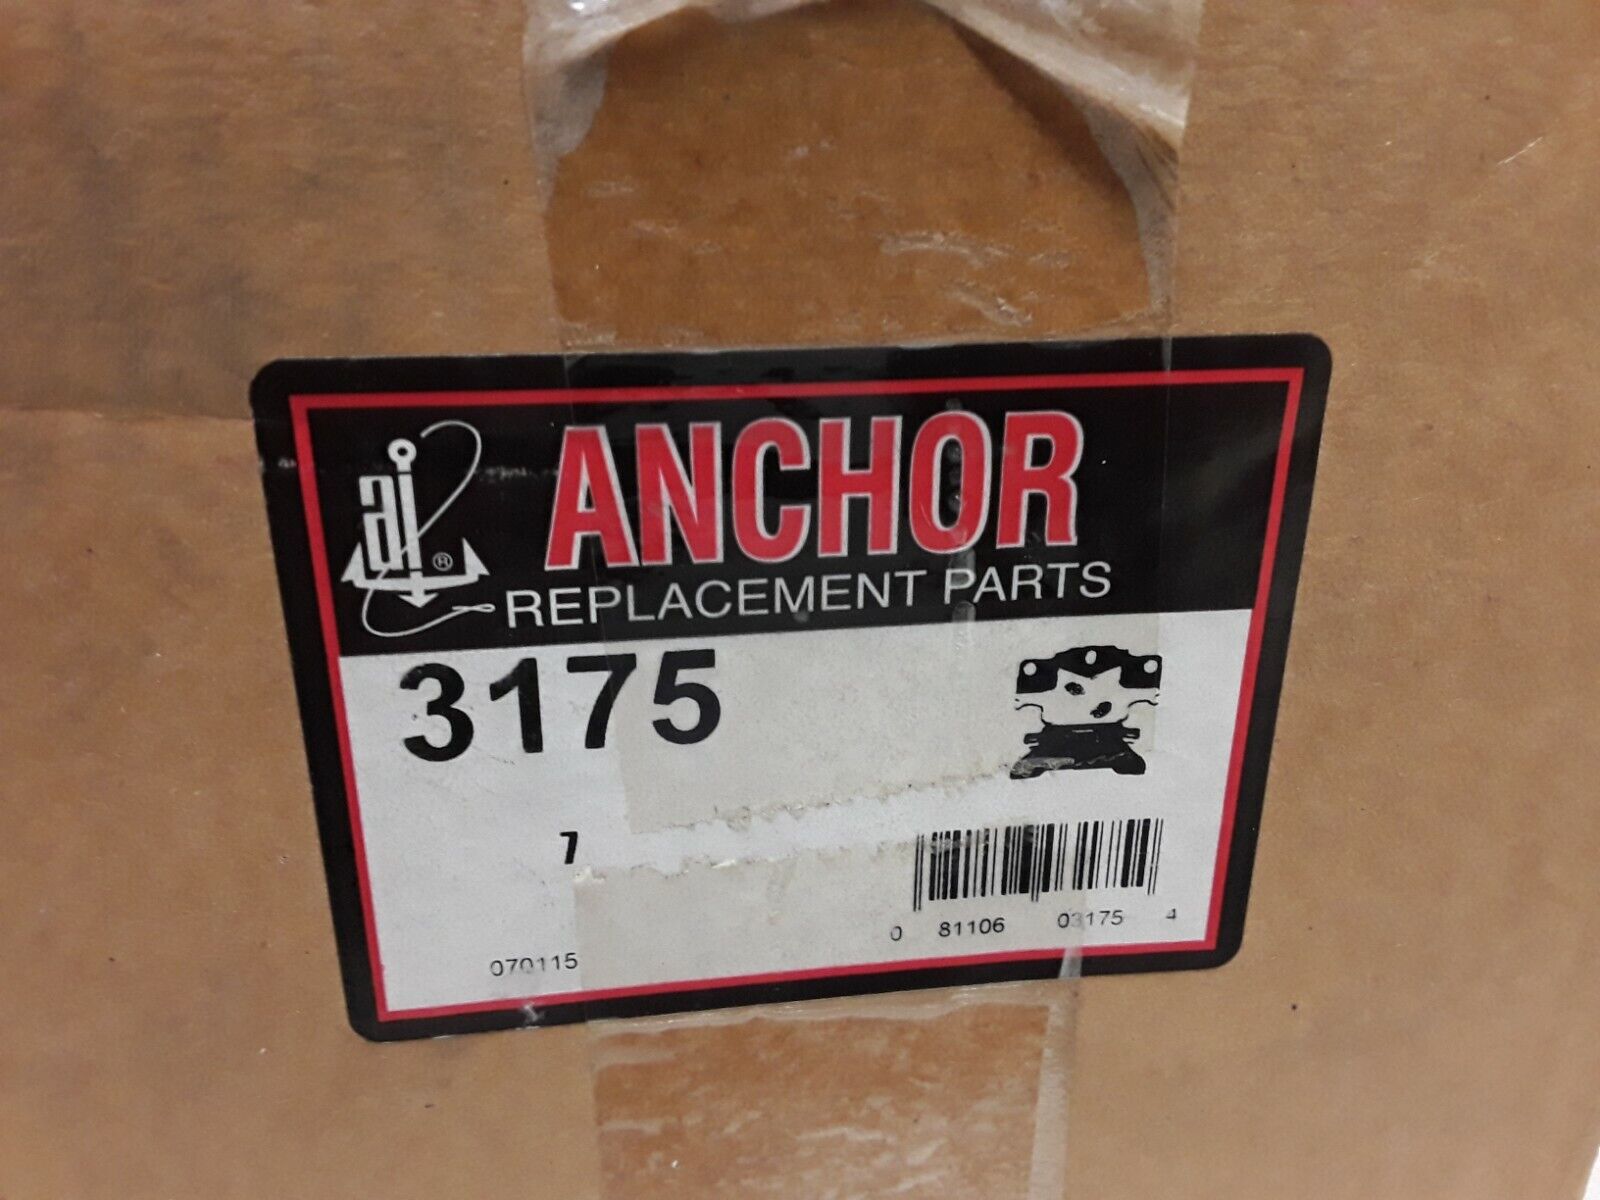 ai ®
ANCHOR
REPLACEMENT PARTS
3175
7
0 81106 03175 4
070115